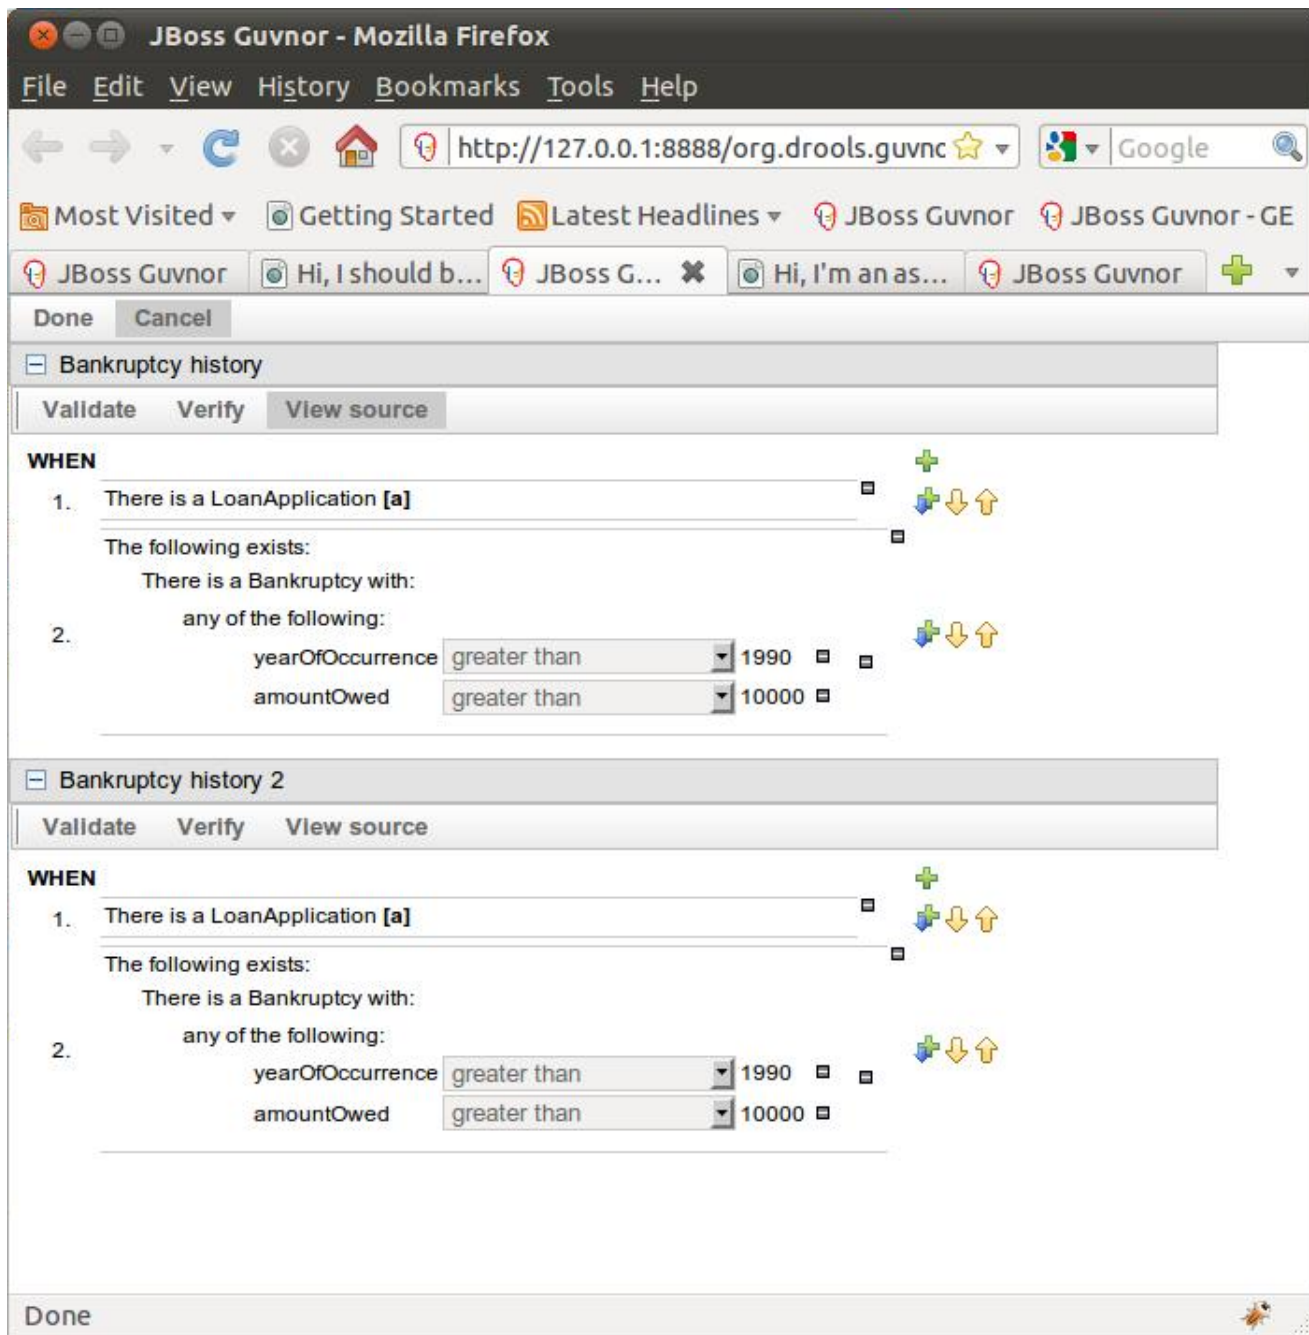 JBoss Guvnor - Mozilla Firefox
File Edit View History Bookmarks Tools Help
http://127.0.0.1:8888/org.drools.guvnc Google
Most Visited Getting Started Latest Headlines JBoss Guvnor JBoss Guvnor - GE
JBoss Guvnor Hi, I should b... JBoss G... Hi, I'm an as... JBoss Guvnor
Done Cancel
Bankruptcy history
Validate Verify View source
WHEN
1. There is a LoanApplication [a]
The following exists:
There is a Bankruptcy with:
any of the following:
2.
yearOfOccurrence greater than 1990
amountOwed greater than 10000
Bankruptcy history 2
Validate Verify View source
WHEN
1. There is a LoanApplication [a]
The following exists:
There is a Bankruptcy with:
any of the following:
2.
yearOfOccurrence greater than 1990
amountOwed greater than 10000
Done